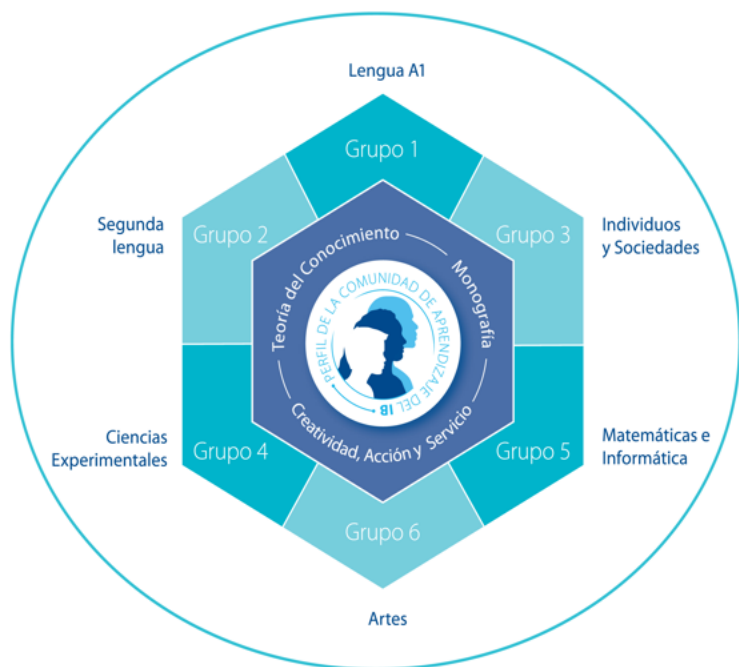 Lengua A1
Grupo 1
Segunda
lengua
Grupo 2
Grupo 3
Individuos
y Sociedades
Teoría del Conocimiento
Monografía
PERFIL DE LA COMUNIDAD DE APRENDIZAJE DEL IB
Creatividad, Acción y Servicio
Ciencias
Experimentales
Grupo 4
Grupo 5
Matemáticas e
Informática
Grupo 6
Artes